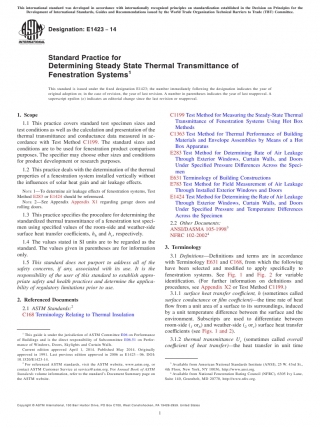 This international standard was developed in accordance with internationally recognized principles on standardization established in the Decision on Principles for the
Development of International Standards, Guides and Recommendations issued by the World Trade Organization Technical Barriers to Trade (TBT) Committee.
Designation: E1423 − 14
INTERNATIONAL
Standard Practice for
Determining Steady State Thermal Transmittance of
Fenestration Systems1
This standard is issued under the fixed designation E1423; the number immediately following the designation indicates the year of
original adoption or, in the case of revision, the year of last revision. A number in parentheses indicates the year of last reapproval. A
superscript epsilon (ε) indicates an editorial change since the last revision or reapproval.
1. Scope
1.1 This practice covers standard test specimen sizes and
test conditions as well as the calculation and presentation of the
thermal transmittance and conductance data measured in ac-
cordance with Test Method C1199. The standard sizes and
conditions are to be used for fenestration product comparison
purposes. The specifier may choose other sizes and conditions
for product development or research purposes.
1.2 This practice deals with the determination of the thermal
properties of a fenestration system installed vertically without
the influences of solar heat gain and air leakage effects.
NOTE 1—To determine air leakage effects of fenestration systems, Test
Method E283 or E1424 should be referenced.
NOTE 2—See Appendix Appendix X1 regarding garage doors and
rolling doors.
1.3 This practice specifies the procedure for determining the
standardized thermal transmittance of a fenestration test speci-
men using specified values of the room-side and weather-side
surface heat transfer coefficients, hh and hc, respectively.
1.4 The values stated in SI units are to be regarded as the
standard. The values given in parentheses are for information
only.
1.5 This standard does not purport to address all of the
safety concerns, if any, associated with its use. It is the
responsibility of the user of this standard to establish appro-
priate safety and health practices and determine the applica-
bility of regulatory limitations prior to use.
2. Referenced Documents
2.1 ASTM Standards:2
C168 Terminology Relating to Thermal Insulation
1 This guide is under the jurisdiction of ASTM Committee E06 on Performance
of Buildings and is the direct responsibility of Subcommittee E06.51 on Perfor-
mance of Windows, Doors, Skylights and Curtain Walls.
Current edition approved April 1, 2014. Published May 2014. Originally
approved in 1991. Last previous edition approved in 2006 as E1423 – 06. DOI:
10.1520/E1423-14.
2 For referenced ASTM standards, visit the ASTM website, www.astm.org, or
contact ASTM Customer Service at service@astm.org. For Annual Book of ASTM
Standards volume information, refer to the standard's Document Summary page on
the ASTM website.
C1199 Test Method for Measuring the Steady-State Thermal
Transmittance of Fenestration Systems Using Hot Box
Methods
C1363 Test Method for Thermal Performance of Building
Materials and Envelope Assemblies by Means of a Hot
Box Apparatus
E283 Test Method for Determining Rate of Air Leakage
Through Exterior Windows, Curtain Walls, and Doors
Under Specified Pressure Differences Across the Speci-
men
E631 Terminology of Building Constructions
E783 Test Method for Field Measurement of Air Leakage
Through Installed Exterior Windows and Doors
E1424 Test Method for Determining the Rate of Air Leakage
Through Exterior Windows, Curtain Walls, and Doors
Under Specified Pressure and Temperature Differences
Across the Specimen
2.2 Other Documents:
ANSI/DASMA 105-19983
NFRC 102-20024
3. Terminology
3.1 Definitions—Definitions and terms are in accordance
with Terminology E631 and C168, from which the following
have been selected and modified to apply specifically to
fenestration systems. See Fig. 1 and Fig. 2 for variable
identification. (For further information on definitions and
procedures, see Appendix X2 or Test Method C1199.)
3.1.1 surface heat transfer coefficient, h (sometimes called
surface conductance or film coefficient)—the time rate of heat
flow from a unit area of a surface to its surroundings, induced
by a unit temperature difference between the surface and the
environment. Subscripts are used to differentiate between
room-side (1 or h) and weather-side (2 or c) surface heat transfer
coefficients (see Figs. 1 and 2).
3.1.2 thermal transmittance U, (sometimes called overall
coefficient of heat transfer)—the heat transfer in unit time
3 Available from American National Standards Institute (ANSI), 25 W. 43rd St.,
4th Floor, New York, NY 10036, http://www.ansi.org.
4 Available from National Fenestration Rating Council (NFRC), 6305 Ivy Lane,
Suite 140, Greenbelt, MD 20770, http://www.nfrc.org.
Copyright © ASTM International, 100 Barr Harbor Drive, PO Box C700, West Conshohocken, PA 19428-2959. United States
1